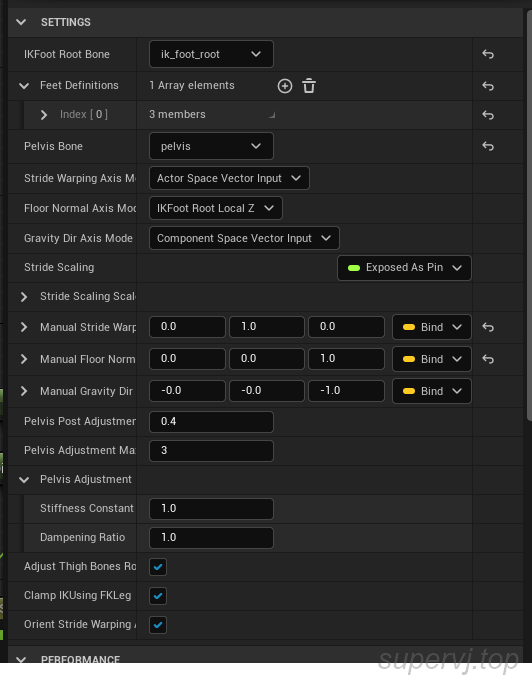 SETTINGS
IKFoot Root Bone ik_foot_root
Feet Definitions 1 Array elements
Index [ 0 ] 3 members
Pelvis Bone pelvis
Stride Warping Axis M Actor Space Vector Input
Floor Normal Axis Moc IKFoot Root Local Z
Gravity Dir Axis Mode Component Space Vector Input
Stride Scaling Exposed As Pin
Stride Scaling Scal
Manual Stride Warp 0.0 1.0 0.0 Bind
Manual Floor Norm 0.0 0.0 1.0 Bind
Manual Gravity Dir -0.0 -0.0 -1.0 Bind
Pelvis Post Adjustmer 0.4
Pelvis Adjustment Ma 3
Pelvis Adjustment
Stiffness Constant 1.0
Dampening Ratio 1.0
Adjust Thigh Bones Ro
Clamp IKUsing FKLeg
Orient Stride Warping
PERFORMANCE
supervj.top